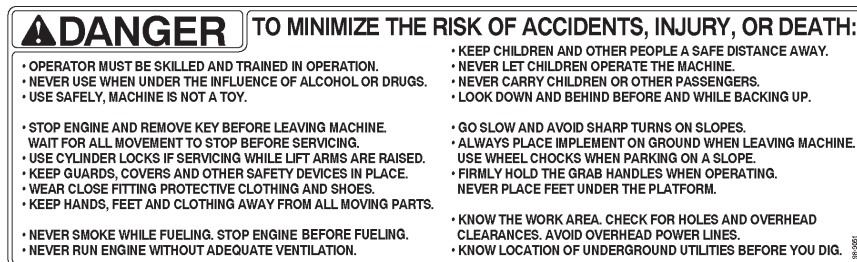 DANGER
TO MINIMIZE THE RISK OF ACCIDENTS, INJURY, OR DEATH:
• OPERATOR MUST BE SKILLED AND TRAINED IN OPERATION.
• NEVER USE WHEN UNDER THE INFLUENCE OF ALCOHOL OR DRUGS.
• USE SAFELY, MACHINE IS NOT A TOY.
• STOP ENGINE AND REMOVE KEY BEFORE LEAVING MACHINE.
WAIT FOR ALL MOVEMENT TO STOP BEFORE SERVICING.
• USE CYLINDER LOCKS IF SERVICING WHILE LIFT ARMS ARE RAISED.
• KEEP GUARDS, COVERS AND OTHER SAFETY DEVICES IN PLACE.
• WEAR CLOSE FITTING PROTECTIVE CLOTHING AND SHOES.
• KEEP HANDS, FEET AND CLOTHING AWAY FROM ALL MOVING PARTS.
• NEVER SMOKE WHILE FUELING. STOP ENGINE BEFORE FUELING.
• NEVER RUN ENGINE WITHOUT ADEQUATE VENTILATION.
• KEEP CHILDREN AND OTHER PEOPLE A SAFE DISTANCE AWAY.
• NEVER LET CHILDREN OPERATE THE MACHINE.
• NEVER CARRY CHILDREN OR OTHER PASSENGERS.
• LOOK DOWN AND BEHIND BEFORE AND WHILE BACKING UP.
• GO SLOW AND AVOID SHARP TURNS ON SLOPES.
• ALWAYS PLACE IMPLEMENT ON GROUND WHEN LEAVING MACHINE.
USE WHEEL CHOCKS WHEN PARKING ON A SLOPE.
• FIRMLY HOLD THE GRAB HANDLES WHEN OPERATING.
NEVER PLACE FEET UNDER THE PLATFORM.
• KNOW THE WORK AREA. CHECK FOR HOLES AND OVERHEAD
CLEARANCES. AVOID OVERHEAD POWER LINES.
• KNOW LOCATION OF UNDERGROUND UTILITIES BEFORE YOU DIG.